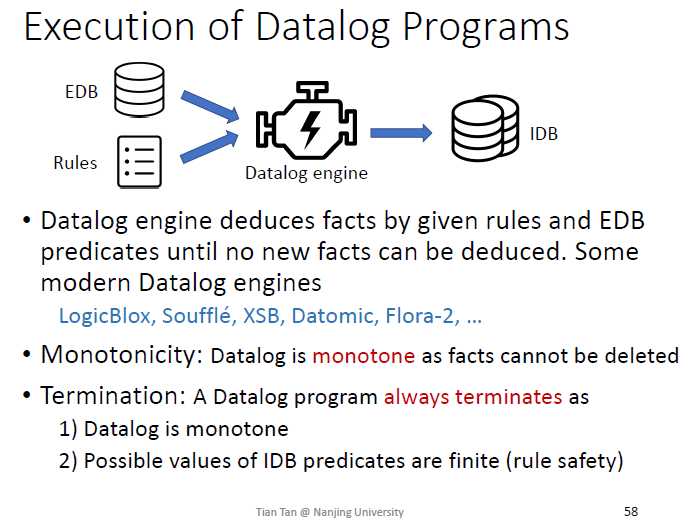 Execution of Datalog Programs
EDB
Rules
Datalog engine
IDB
• Datalog engine deduces facts by given rules and EDB
predicates until no new facts can be deduced. Some
modern Datalog engines
LogicBlox, Soufflé, XSB, Datomic, Flora-2, …
• Monotonicity: Datalog is monotone as facts cannot be deleted
• Termination: A Datalog program always terminates as
1) Datalog is monotone
2) Possible values of IDB predicates are finite (rule safety)
Tian Tan @ Nanjing University
58